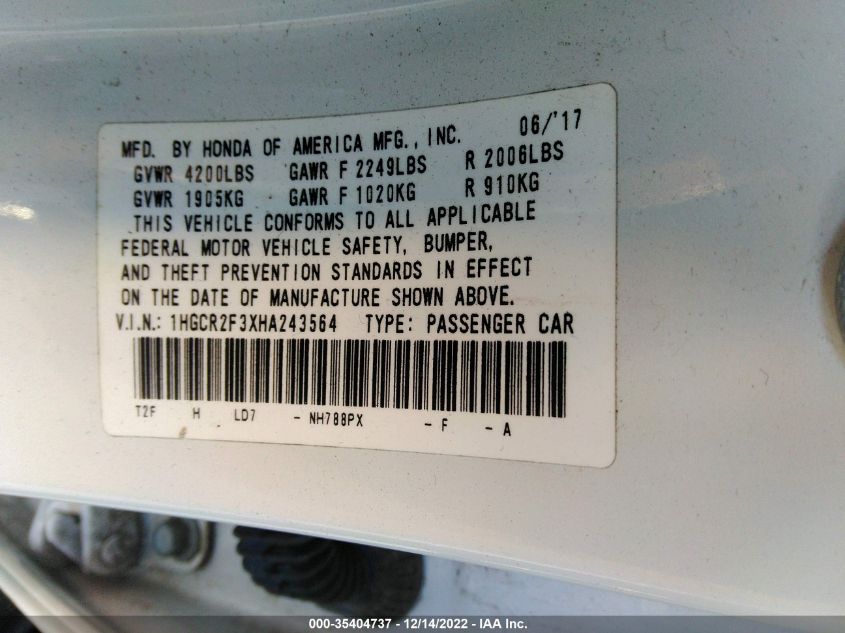 MFD. BY HONDA OF AMERICA MFG., INC. 06/'17
GVWR 4200LBS GAWR F 2249LBS R 2006LBS
GVWR 1905KG GAWR F 1020KG R 910KG
THIS VEHICLE CONFORMS TO ALL APPLICABLE
FEDERAL MOTOR VEHICLE SAFETY, BUMPER,
AND THEFT PREVENTION STANDARDS IN EFFECT
ON THE DATE OF MANUFACTURE SHOWN ABOVE.
V.I.N.: 1HGCR2F3XHA243564 TYPE: PASSENGER CAR
T2F H LD7 - NH788PX - F - A
000-35404737 - 12/14/2022 - IAA Inc.